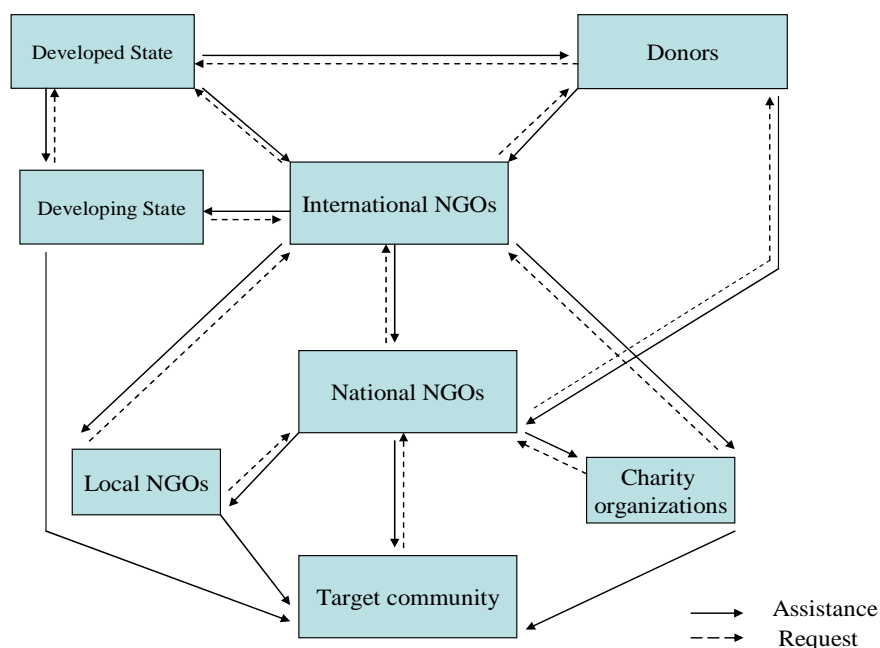 Developed State
Donors
Developing State
International NGOs
National NGOs
Local NGOs
Charity
organizations
Target community
Assistance
Request